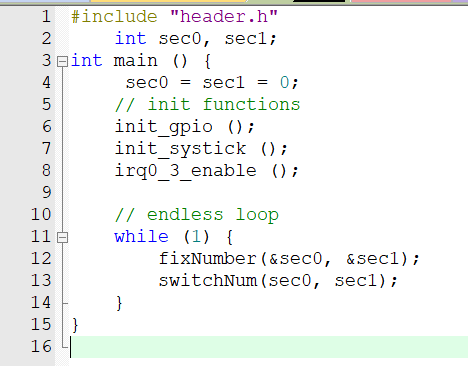 1 #include "header.h"
2     int sec0, sec1;
3 int main () {
4      sec0 = sec1 = 0;
5     // init functions
6     init_gpio ();
7     init_systick ();
8     irq0_3_enable ();
9
10     // endless loop
11     while (1) {
12         fixNumber(&sec0, &sec1);
13         switchNum(sec0, sec1);
14     }
15 }
16